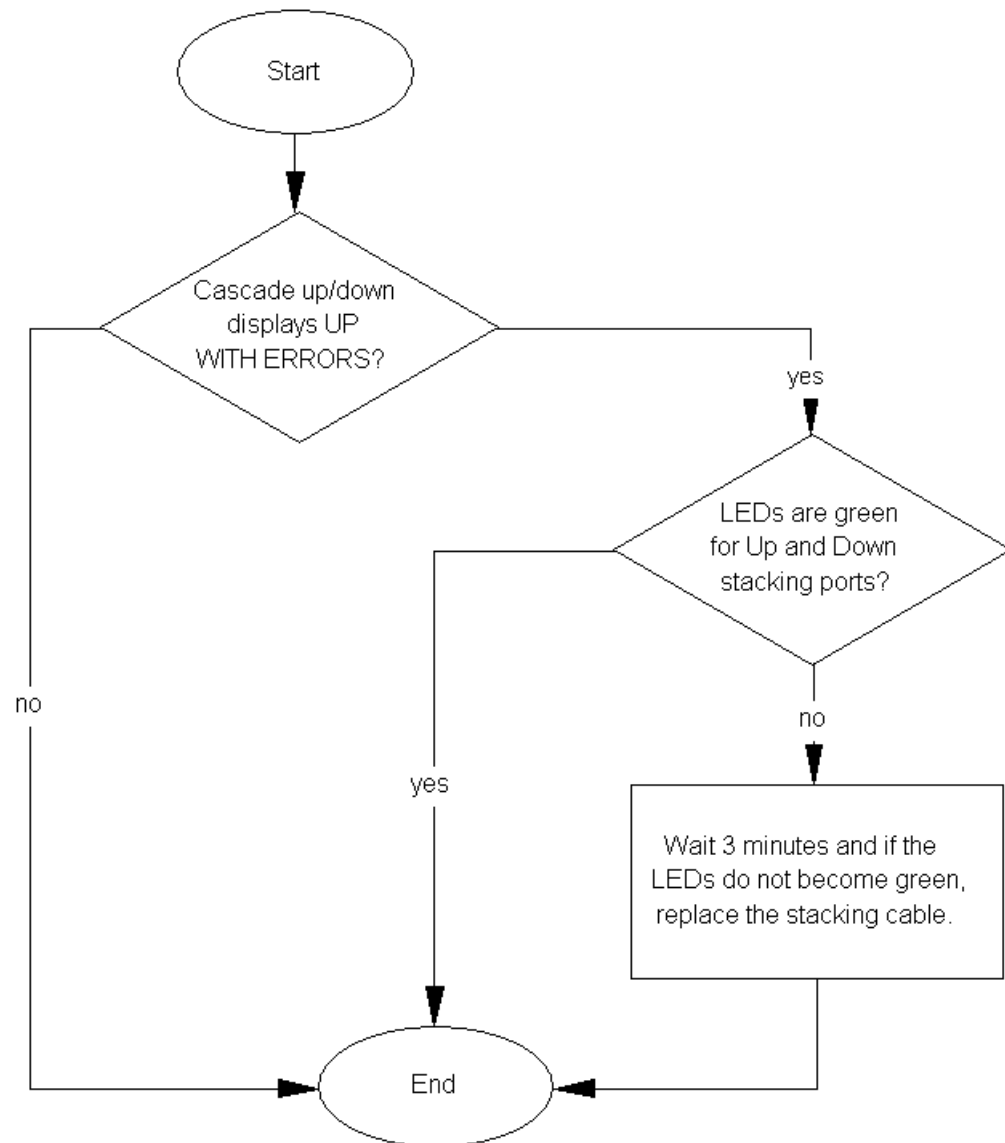 Start
Cascade up/down
displays UP
WITH ERRORS?
yes
LEDs are green
for Up and Down
stacking ports?
no
no
yes
Wait 3 minutes and if the
LEDs do not become green,
replace the stacking cable.
End